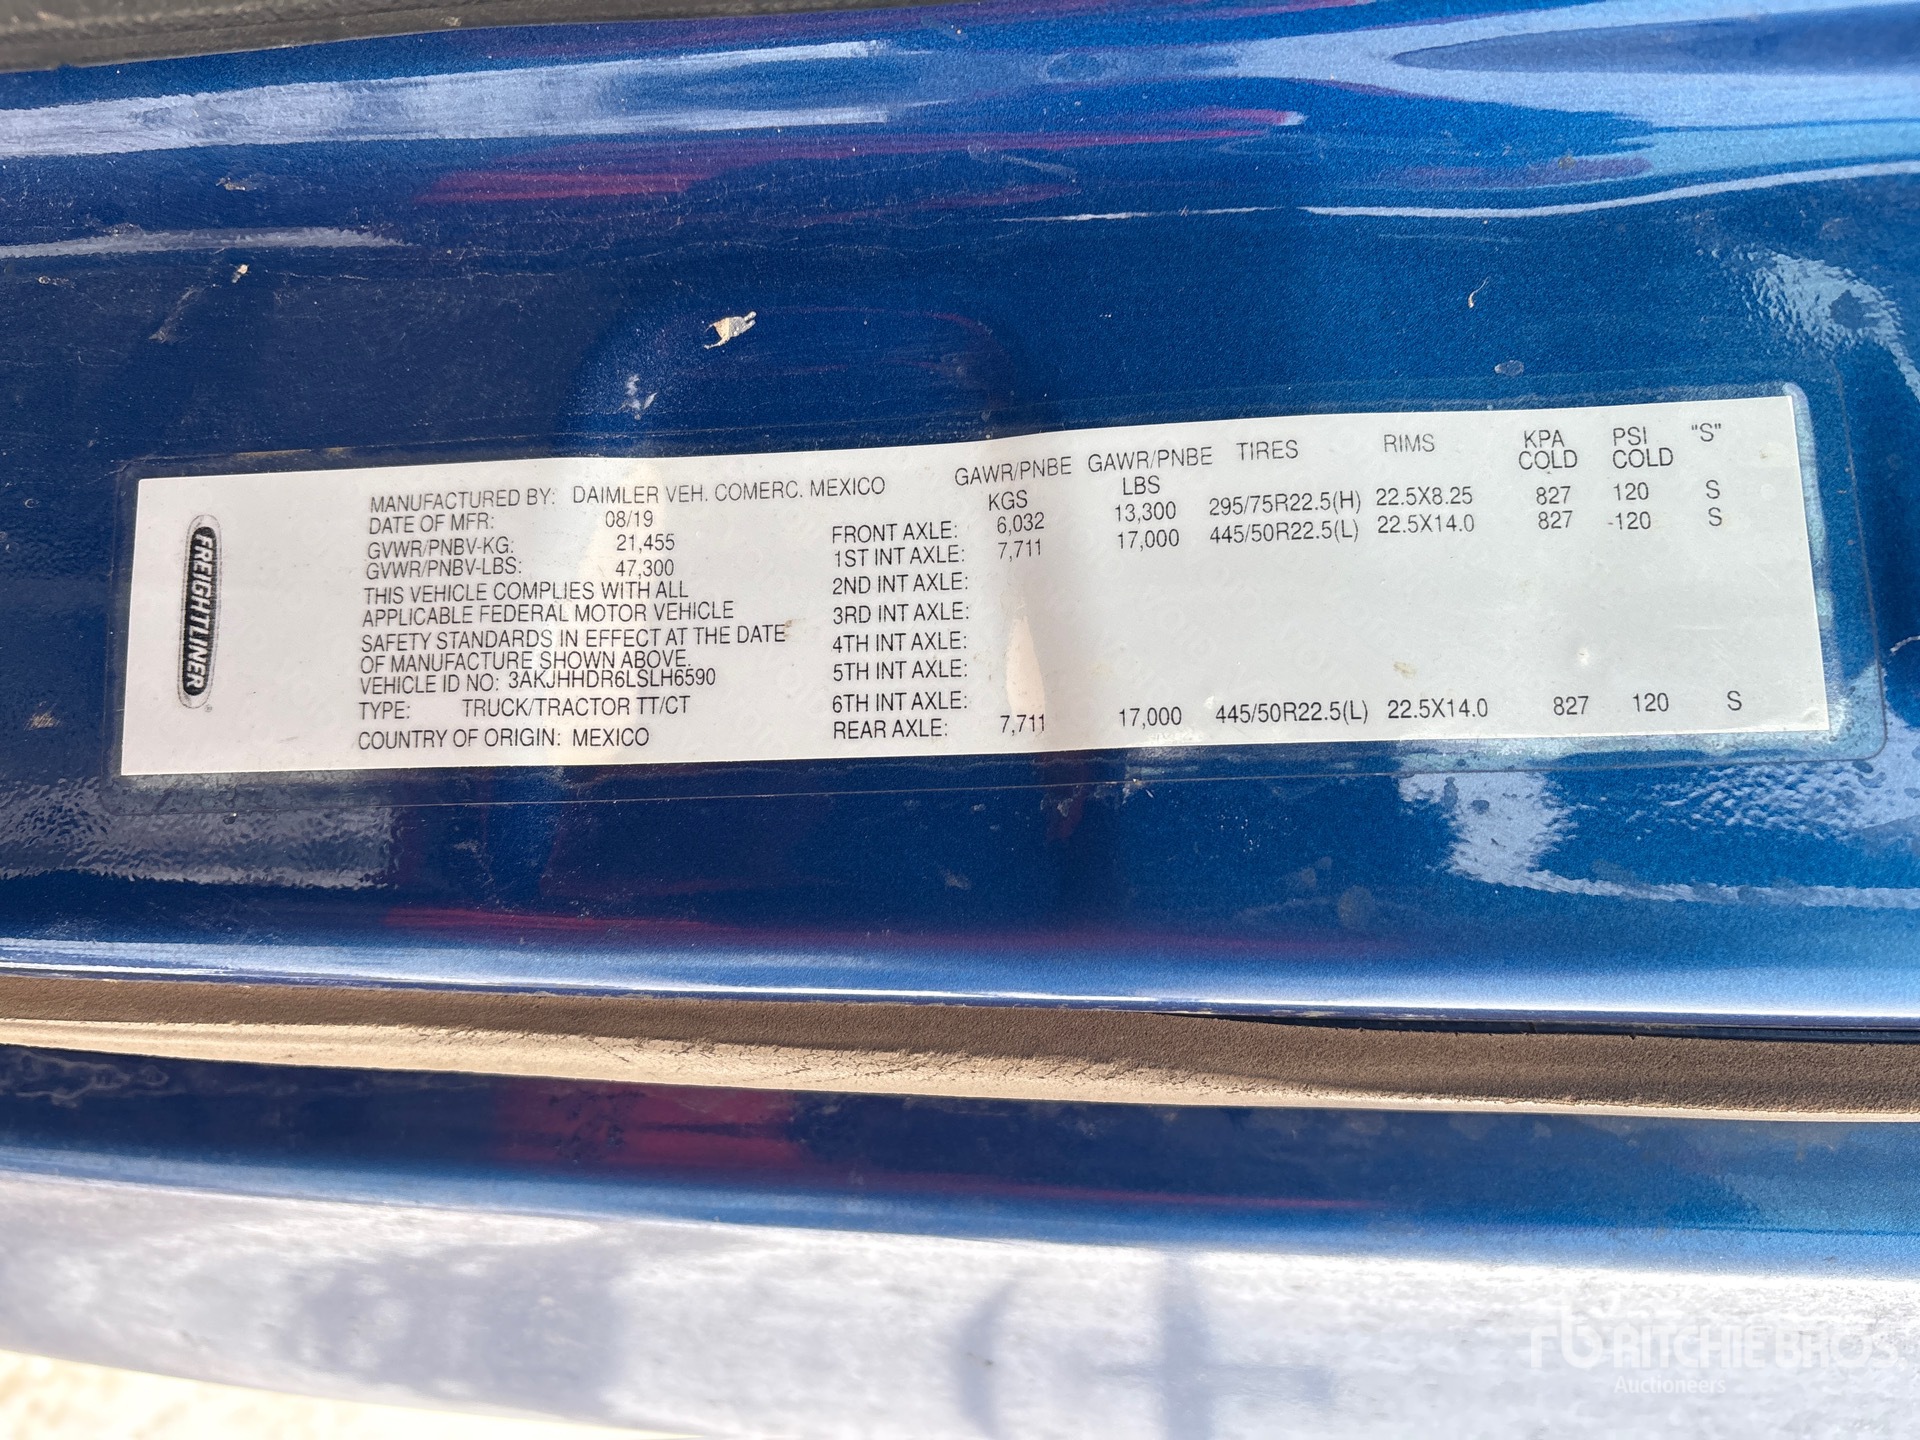 FREIGHTLINER
MANUFACTURED BY: DAIMLER VEH. COMERC. MEXICO
DATE OF MFR: 08/19
GVWR/PNBV-KG: 21,455
GVWR/PNBV-LBS: 47,300
THIS VEHICLE COMPLIES WITH ALL
APPLICABLE FEDERAL MOTOR VEHICLE
SAFETY STANDARDS IN EFFECT AT THE DATE
OF MANUFACTURE SHOWN ABOVE.
VEHICLE ID NO: 3AKJHHDR6LSLH6590
TYPE: TRUCK/TRACTOR TT/CT
COUNTRY OF ORIGIN: MEXICO
GAWR/PNBE GAWR/PNBE TIRES RIMS KPA PSI "S"
KGS LBS COLD COLD
FRONT AXLE: 6,032 13,300 295/75R22.5(H) 22.5X8.25 827 120 S
1ST INT AXLE: 7,711 17,000 445/50R22.5(L) 22.5X14.0 827 -120 S
2ND INT AXLE:
3RD INT AXLE:
4TH INT AXLE:
5TH INT AXLE:
6TH INT AXLE:
REAR AXLE: 7,711 17,000 445/50R22.5(L) 22.5X14.0 827 120 S
rb RITCHIE BROS.
Auctioneers